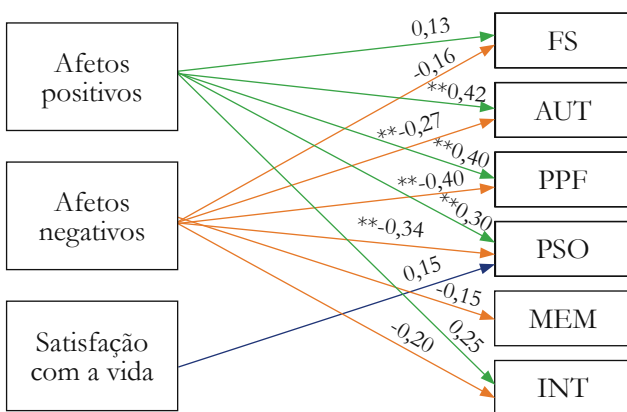 Afetos
positivos
Afetos
negativos
Satisfação
com a vida
0,13
-0,16
**0,42
**-0,27
**0,40
**-0,40
**0,30
**-0,34
0,15
-0,15
0,25
-0,20
FS
AUT
PPF
PSO
MEM
INT